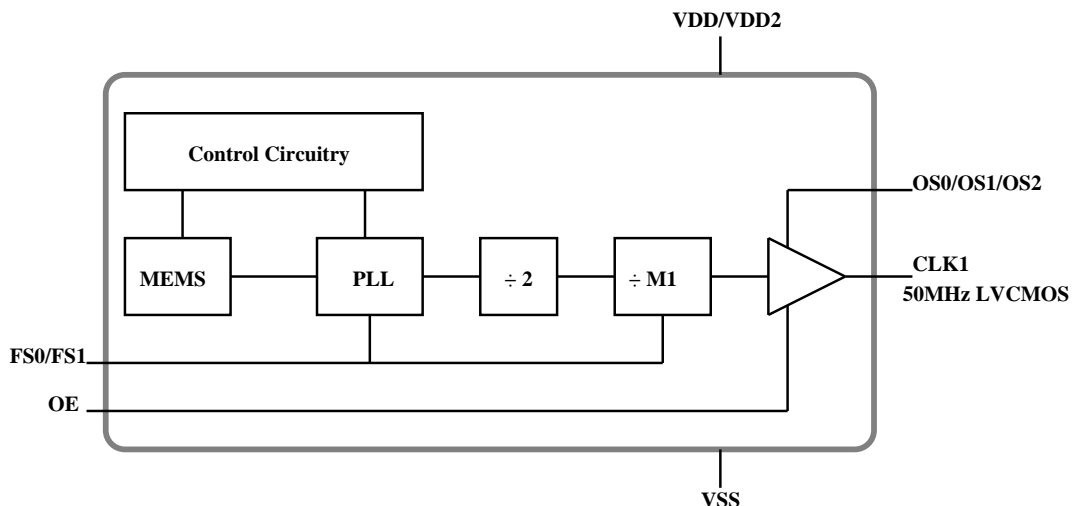 VDD/VDD2
Control Circuitry
OS0/OS1/OS2
MEMS
PLL
÷ 2
÷ M1
CLK1
50MHz LVCMOS
FS0/FS1
OE
VSS